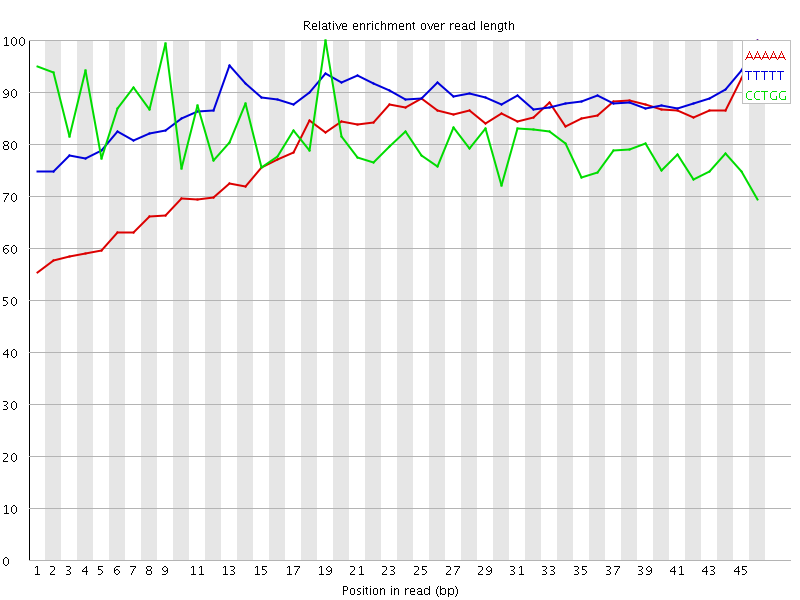 Relative enrichment over read length
100
90
80
70
60
50
40
30
20
10
0
AAAAA
TTTTT
CCTGG
1 2 3 4 5 6 7 8 9 11 13 15 17 19 21 23 25 27 29 31 33 35 37 39 41 43 45
Position in read (bp)